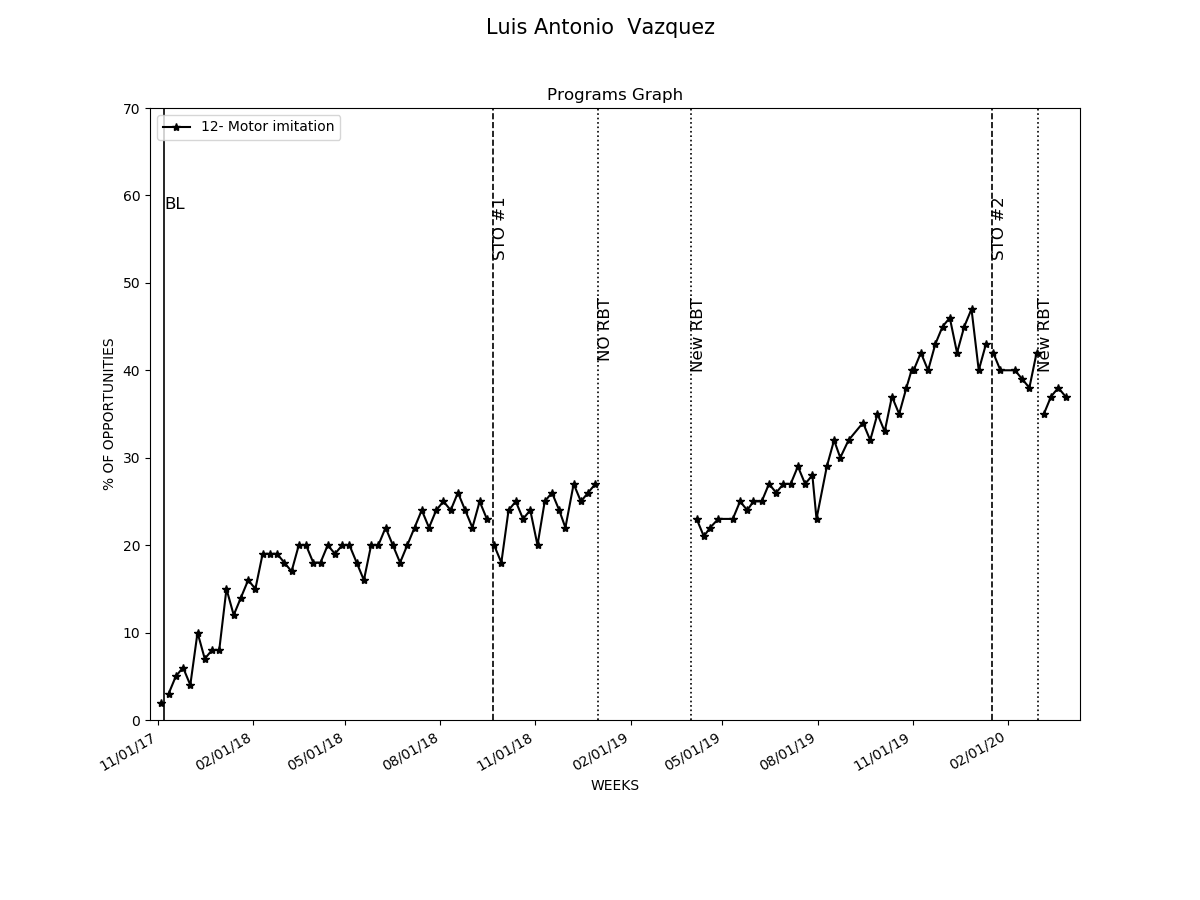 Luis Antonio  Vazquez
Programs Graph
12- Motor imitation
BL
STO #1
NO RBT
New RBT
STO #2
New RBT
% OF OPPORTUNITIES
70
60
50
40
30
20
10
0
11/01/17
02/01/18
05/01/18
08/01/18
11/01/18
02/01/19
05/01/19
08/01/19
11/01/19
02/01/20
WEEKS